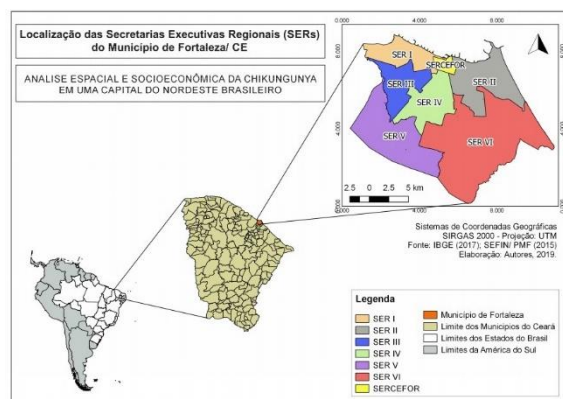 Localização das Secretarias Executivas Regionais (SERs)
do Município de Fortaleza/ CE
ANALISE ESPACIAL E SOCIOECONÔMICA DA CHIKUNGUNYA
EM UMA CAPITAL DO NORDESTE BRASILEIRO
SER I
SERCEFOR
SER II
SER III
SER IV
SER V
SER VI
2.5 0 2.5 5 km
Sistemas de Coordenadas Geográficas
SIRGAS 2000 - Projeção: UTM
Fonte: IBGE (2017); SEFIN/ PMF (2015)
Elaboração: Autores, 2019.
Legenda
SER I
SER II
SER III
SER IV
SER V
SER VI
SERCEFOR
Município de Fortaleza
Limite dos Municipios do Ceará
Limites dos Estados do Brasil
Limites da América do Sul